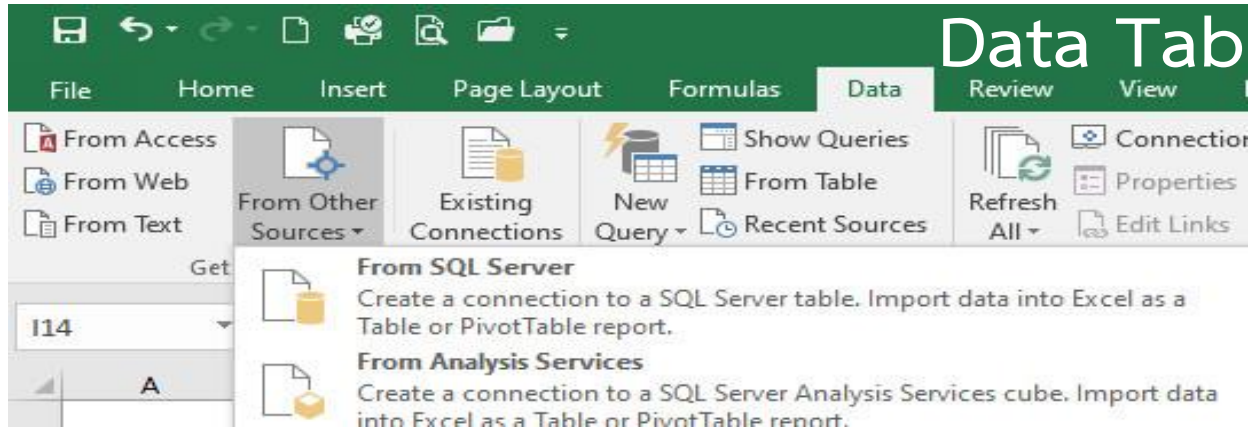 Data Tab
File Home Insert Page Layout Formulas Data Review View
From Access
From Web
From Text
From Other
Sources
Existing
Connections
New
Query
Show Queries
From Table
Recent Sources
Refresh
All
Connection
Properties
Edit Links
Get
From SQL Server
Create a connection to a SQL Server table. Import data into Excel as a
Table or PivotTable report.
I14
From Analysis Services
A
Create a connection to a SQL Server Analysis Services cube. Import data
into Excel as a Table or PivotTable report.